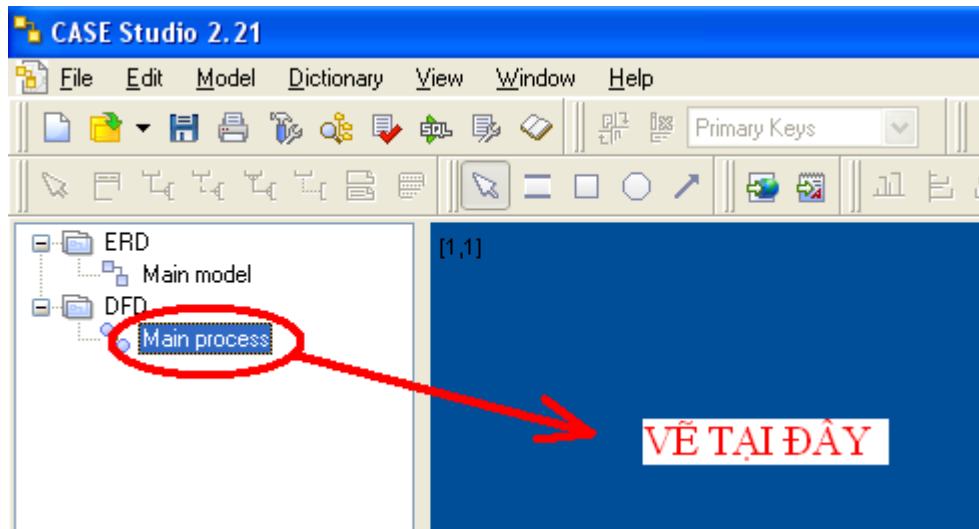 CASE Studio 2.21
File Edit Model Dictionary View Window Help
SQL Primary Keys
ERD
[1,1]
Main model
DFD
Main process
VẼ TẠI ĐÂY